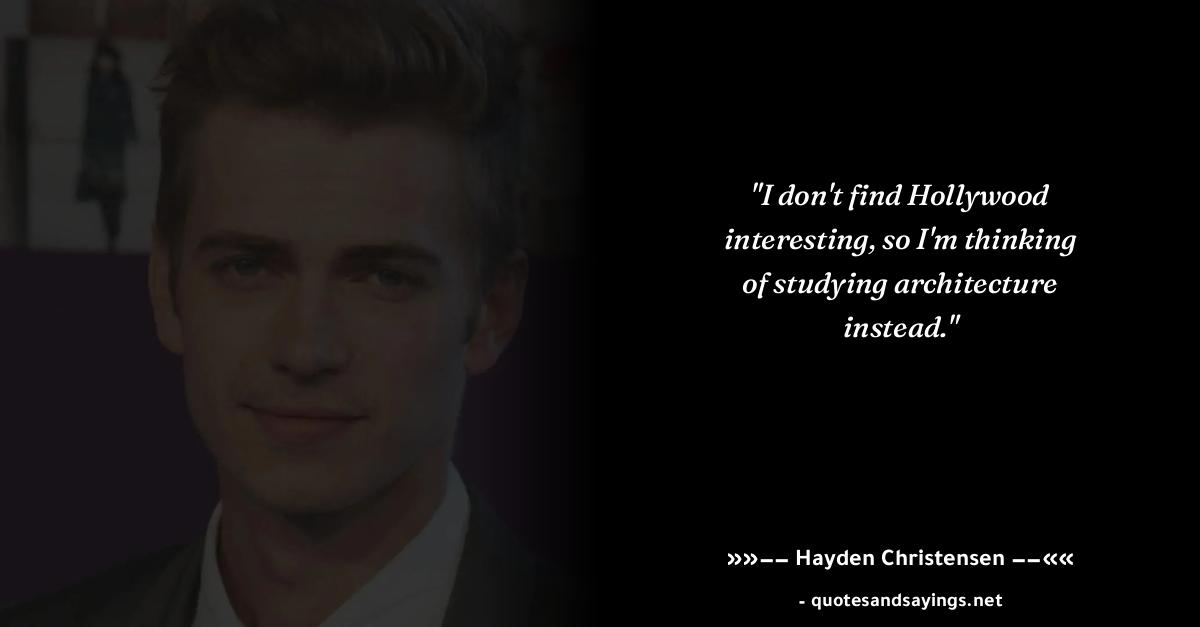 "I don't find Hollywood
interesting, so I'm thinking
of studying architecture
instead."
»»–– Hayden Christensen ––««
- quotesandsayings.net